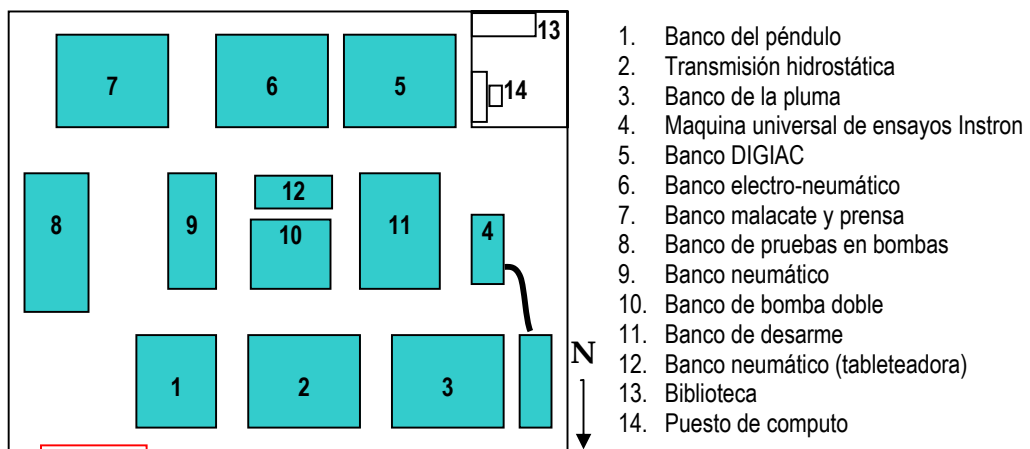 13
14
7
6
5
8
9
12
10
11
4
1
2
3
N
1. Banco del péndulo
2. Transmisión hidrostática
3. Banco de la pluma
4. Maquina universal de ensayos Instron
5. Banco DIGIAC
6. Banco electro-neumático
7. Banco malacate y prensa
8. Banco de pruebas en bombas
9. Banco neumático
10. Banco de bomba doble
11. Banco de desarme
12. Banco neumático (tableteadora)
13. Biblioteca
14. Puesto de computo